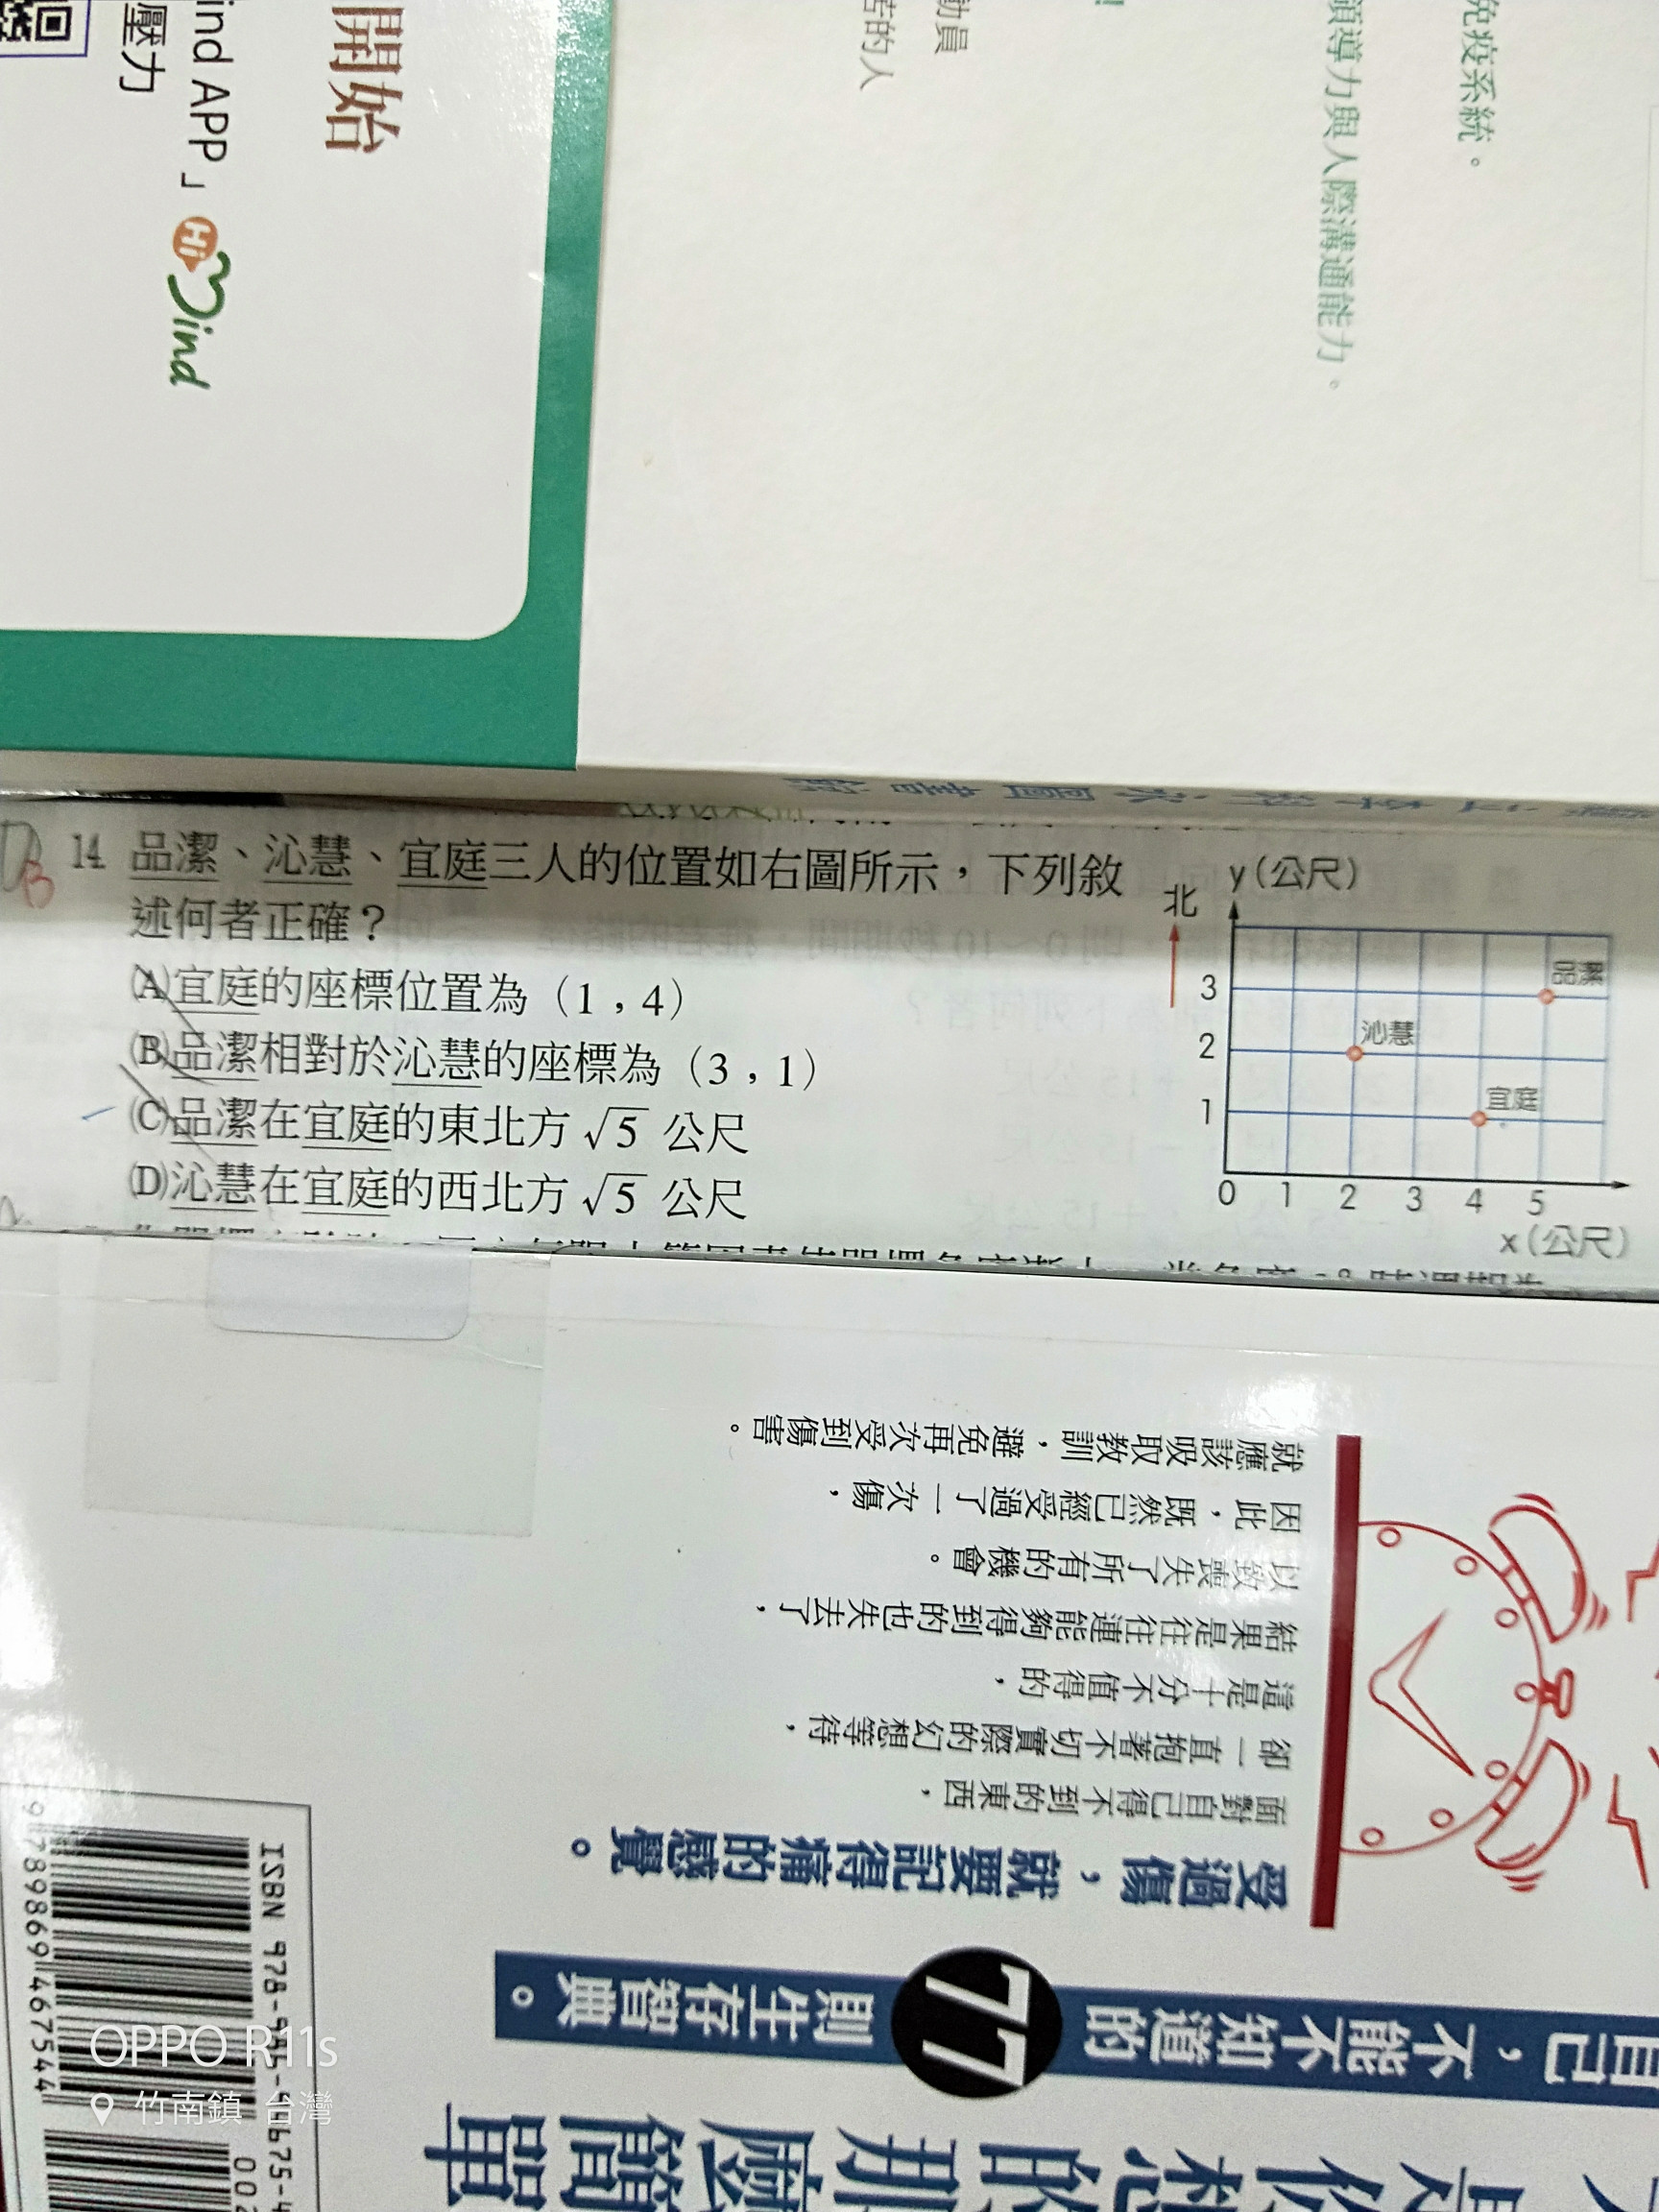 開始
ind APP」 Hi Mind
壓力
動員
苦的人
領導力與人際溝通能力。
免疫系統。
14 品潔、沁慧、宜庭三人的位置如右圖所示，下列敘
述何者正確？
(A)宜庭的座標位置為（1，4）
(B)品潔相對於沁慧的座標為（3，1）
(C)品潔在宜庭的東北方 √5 公尺
(D)沁慧在宜庭的西北方 √5 公尺
B
北
y(公尺)
3
2
1
0 1 2 3 4 5
x(公尺)
品潔
沁慧
宜庭
自己，不能不知道的 77 則生存智典。
受過傷，就要記得痛的感覺。
面對自己得不到的東西，
卻一直抱著不切實際的幻想等待，
這是十分不值得的，
結果是往往連能夠得到的也失去了，
以致喪失了所有的機會。
因此，既然已經受過了一次傷，
就應該吸取教訓，避免再次受到傷害。
9 789869 467544
OPPO R11s
竹南鎮 台灣